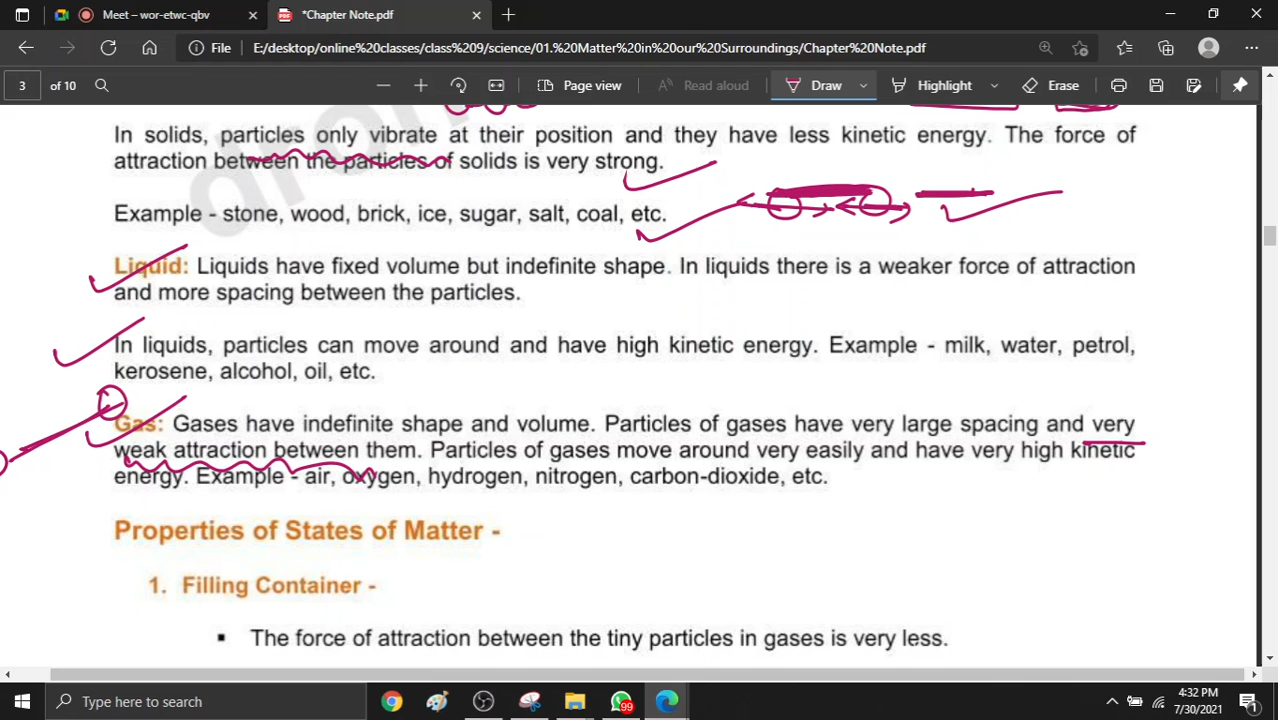 Meet – wor-etwc-qbv
*Chapter Note.pdf
File
E:/desktop/online%20classes/class%209/science/01.%20Matter%20in%20our%20Surroundings/Chapter%20Note.pdf
3 of 10
Page view
Read aloud
Draw
Highlight
Erase
In solids, particles only vibrate at their position and they have less kinetic energy. The force of
attraction between the particles of solids is very strong.
Example - stone, wood, brick, ice, sugar, salt, coal, etc.
Liquid: Liquids have fixed volume but indefinite shape. In liquids there is a weaker force of attraction
and more spacing between the particles.
In liquids, particles can move around and have high kinetic energy. Example - milk, water, petrol,
kerosene, alcohol, oil, etc.
Gas: Gases have indefinite shape and volume. Particles of gases have very large spacing and very
weak attraction between them. Particles of gases move around very easily and have very high kinetic
energy. Example - air, oxygen, hydrogen, nitrogen, carbon-dioxide, etc.
Properties of States of Matter -
1. Filling Container -
▪ The force of attraction between the tiny particles in gases is very less.
Type here to search
99
4:32 PM
7/30/2021
1